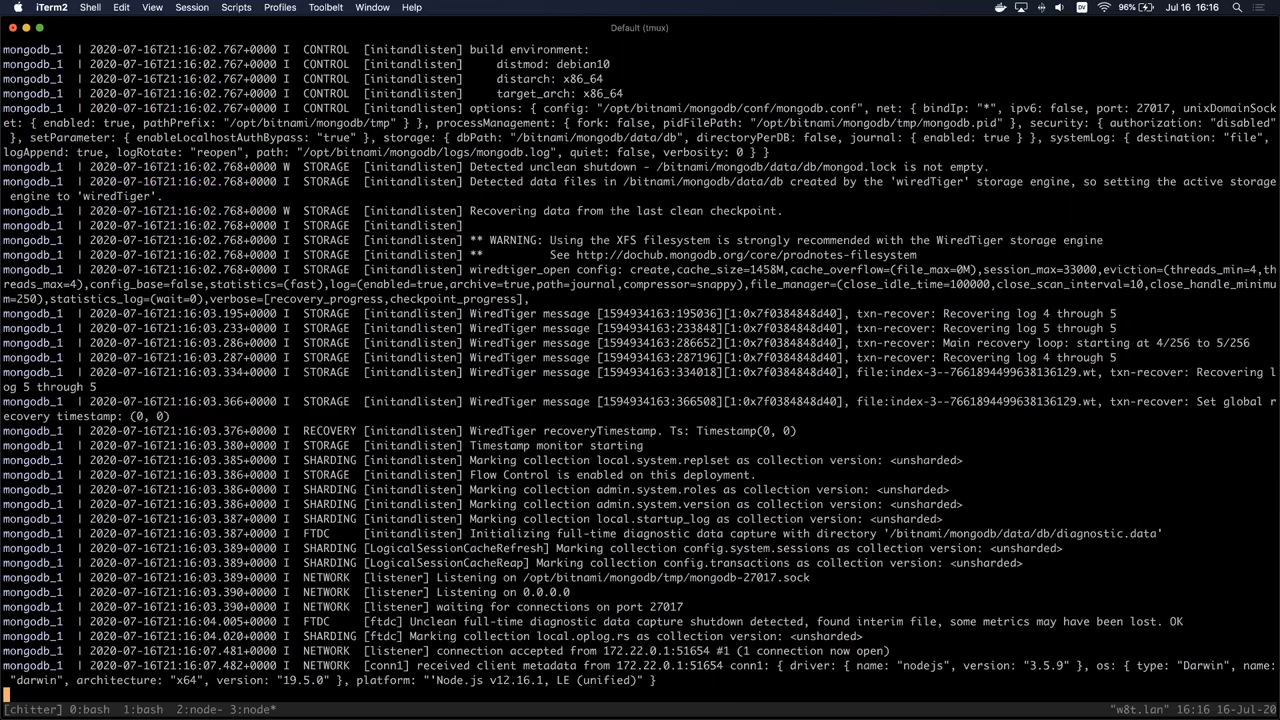 iTerm2 Shell Edit View Session Scripts Profiles Toolbelt Window Help 96% Jul 16 16:16
Default (tmux)
mongodb_1 | 2020-07-16T21:16:02.767+0000 I CONTROL [initandlisten] build environment:
mongodb_1 | 2020-07-16T21:16:02.767+0000 I CONTROL [initandlisten] distmod: debian10
mongodb_1 | 2020-07-16T21:16:02.767+0000 I CONTROL [initandlisten] distarch: x86_64
mongodb_1 | 2020-07-16T21:16:02.767+0000 I CONTROL [initandlisten] target_arch: x86_64
mongodb_1 | 2020-07-16T21:16:02.767+0000 I CONTROL [initandlisten] options: { config: "/opt/bitnami/mongodb/conf/mongodb.conf", net: { bindIp: "*", ipv6: false, port: 27017, unixDomainSock
et: { enabled: true, pathPrefix: "/opt/bitnami/mongodb/tmp" } }, processManagement: { fork: false, pidFilePath: "/opt/bitnami/mongodb/tmp/mongodb.pid" }, security: { authorization: "disabled"
}, setParameter: { enableLocalhostAuthBypass: "true" }, storage: { dbPath: "/bitnami/mongodb/data/db", directoryPerDB: false, journal: { enabled: true } }, systemLog: { destination: "file",
logAppend: true, logRotate: "reopen", path: "/opt/bitnami/mongodb/logs/mongodb.log", quiet: false, verbosity: 0 } }
mongodb_1 | 2020-07-16T21:16:02.768+0000 W STORAGE [initandlisten] Detected unclean shutdown - /bitnami/mongodb/data/db/mongod.lock is not empty.
mongodb_1 | 2020-07-16T21:16:02.768+0000 I STORAGE [initandlisten] Detected data files in /bitnami/mongodb/data/db created by the 'wiredTiger' storage engine, so setting the active storage
engine to 'wiredTiger'.
mongodb_1 | 2020-07-16T21:16:02.768+0000 W STORAGE [initandlisten] Recovering data from the last clean checkpoint.
mongodb_1 | 2020-07-16T21:16:02.768+0000 I STORAGE [initandlisten]
mongodb_1 | 2020-07-16T21:16:02.768+0000 I STORAGE [initandlisten] ** WARNING: Using the XFS filesystem is strongly recommended with the WiredTiger storage engine
mongodb_1 | 2020-07-16T21:16:02.768+0000 I STORAGE [initandlisten] ** See http://dochub.mongodb.org/core/prodnotes-filesystem
mongodb_1 | 2020-07-16T21:16:02.768+0000 I STORAGE [initandlisten] wiredtiger_open config: create,cache_size=1458M,cache_overflow=(file_max=0M),session_max=33000,eviction=(threads_min=4,th
reads_max=4),config_base=false,statistics=(fast),log=(enabled=true,archive=true,path=journal,compressor=snappy),file_manager=(close_idle_time=100000,close_scan_interval=10,close_handle_minimu
m=250),statistics_log=(wait=0),verbose=[recovery_progress,checkpoint_progress],
mongodb_1 | 2020-07-16T21:16:03.195+0000 I STORAGE [initandlisten] WiredTiger message [1594934163:195036][1:0x7f0384848d40], txn-recover: Recovering log 4 through 5
mongodb_1 | 2020-07-16T21:16:03.233+0000 I STORAGE [initandlisten] WiredTiger message [1594934163:233848][1:0x7f0384848d40], txn-recover: Recovering log 5 through 5
mongodb_1 | 2020-07-16T21:16:03.286+0000 I STORAGE [initandlisten] WiredTiger message [1594934163:286652][1:0x7f0384848d40], txn-recover: Main recovery loop: starting at 4/256 to 5/256
mongodb_1 | 2020-07-16T21:16:03.287+0000 I STORAGE [initandlisten] WiredTiger message [1594934163:287196][1:0x7f0384848d40], txn-recover: Recovering log 4 through 5
mongodb_1 | 2020-07-16T21:16:03.334+0000 I STORAGE [initandlisten] WiredTiger message [1594934163:334018][1:0x7f0384848d40], file:index-3--7661894499638136129.wt, txn-recover: Recovering l
og 5 through 5
mongodb_1 | 2020-07-16T21:16:03.366+0000 I STORAGE [initandlisten] WiredTiger message [1594934163:366508][1:0x7f0384848d40], file:index-3--7661894499638136129.wt, txn-recover: Set global r
ecovery timestamp: (0, 0)
mongodb_1 | 2020-07-16T21:16:03.376+0000 I RECOVERY [initandlisten] WiredTiger recoveryTimestamp. Ts: Timestamp(0, 0)
mongodb_1 | 2020-07-16T21:16:03.380+0000 I STORAGE [initandlisten] Timestamp monitor starting
mongodb_1 | 2020-07-16T21:16:03.385+0000 I SHARDING [initandlisten] Marking collection local.system.replset as collection version: <unsharded>
mongodb_1 | 2020-07-16T21:16:03.386+0000 I STORAGE [initandlisten] Flow Control is enabled on this deployment.
mongodb_1 | 2020-07-16T21:16:03.386+0000 I SHARDING [initandlisten] Marking collection admin.system.roles as collection version: <unsharded>
mongodb_1 | 2020-07-16T21:16:03.386+0000 I SHARDING [initandlisten] Marking collection admin.system.version as collection version: <unsharded>
mongodb_1 | 2020-07-16T21:16:03.387+0000 I SHARDING [initandlisten] Marking collection local.startup_log as collection version: <unsharded>
mongodb_1 | 2020-07-16T21:16:03.387+0000 I FTDC [initandlisten] Initializing full-time diagnostic data capture with directory '/bitnami/mongodb/data/db/diagnostic.data'
mongodb_1 | 2020-07-16T21:16:03.389+0000 I SHARDING [LogicalSessionCacheRefresh] Marking collection config.system.sessions as collection version: <unsharded>
mongodb_1 | 2020-07-16T21:16:03.389+0000 I SHARDING [LogicalSessionCacheReap] Marking collection config.transactions as collection version: <unsharded>
mongodb_1 | 2020-07-16T21:16:03.389+0000 I NETWORK [listener] Listening on /opt/bitnami/mongodb/tmp/mongodb-27017.sock
mongodb_1 | 2020-07-16T21:16:03.390+0000 I NETWORK [listener] Listening on 0.0.0.0
mongodb_1 | 2020-07-16T21:16:03.390+0000 I NETWORK [listener] waiting for connections on port 27017
mongodb_1 | 2020-07-16T21:16:04.005+0000 I FTDC [ftdc] Unclean full-time diagnostic data capture shutdown detected, found interim file, some metrics may have been lost. OK
mongodb_1 | 2020-07-16T21:16:04.020+0000 I SHARDING [ftdc] Marking collection local.oplog.rs as collection version: <unsharded>
mongodb_1 | 2020-07-16T21:16:07.481+0000 I NETWORK [listener] connection accepted from 172.22.0.1:51654 #1 (1 connection now open)
mongodb_1 | 2020-07-16T21:16:07.482+0000 I NETWORK [conn1] received client metadata from 172.22.0.1:51654 conn1: { driver: { name: "nodejs", version: "3.5.9" }, os: { type: "Darwin", name:
"darwin", architecture: "x64", version: "19.5.0" }, platform: "'Node.js v12.16.1, LE (unified)" }
[chitter] 0:bash 1:bash 2:node- 3:node* "w8t.lan" 16:16 16-Jul-20